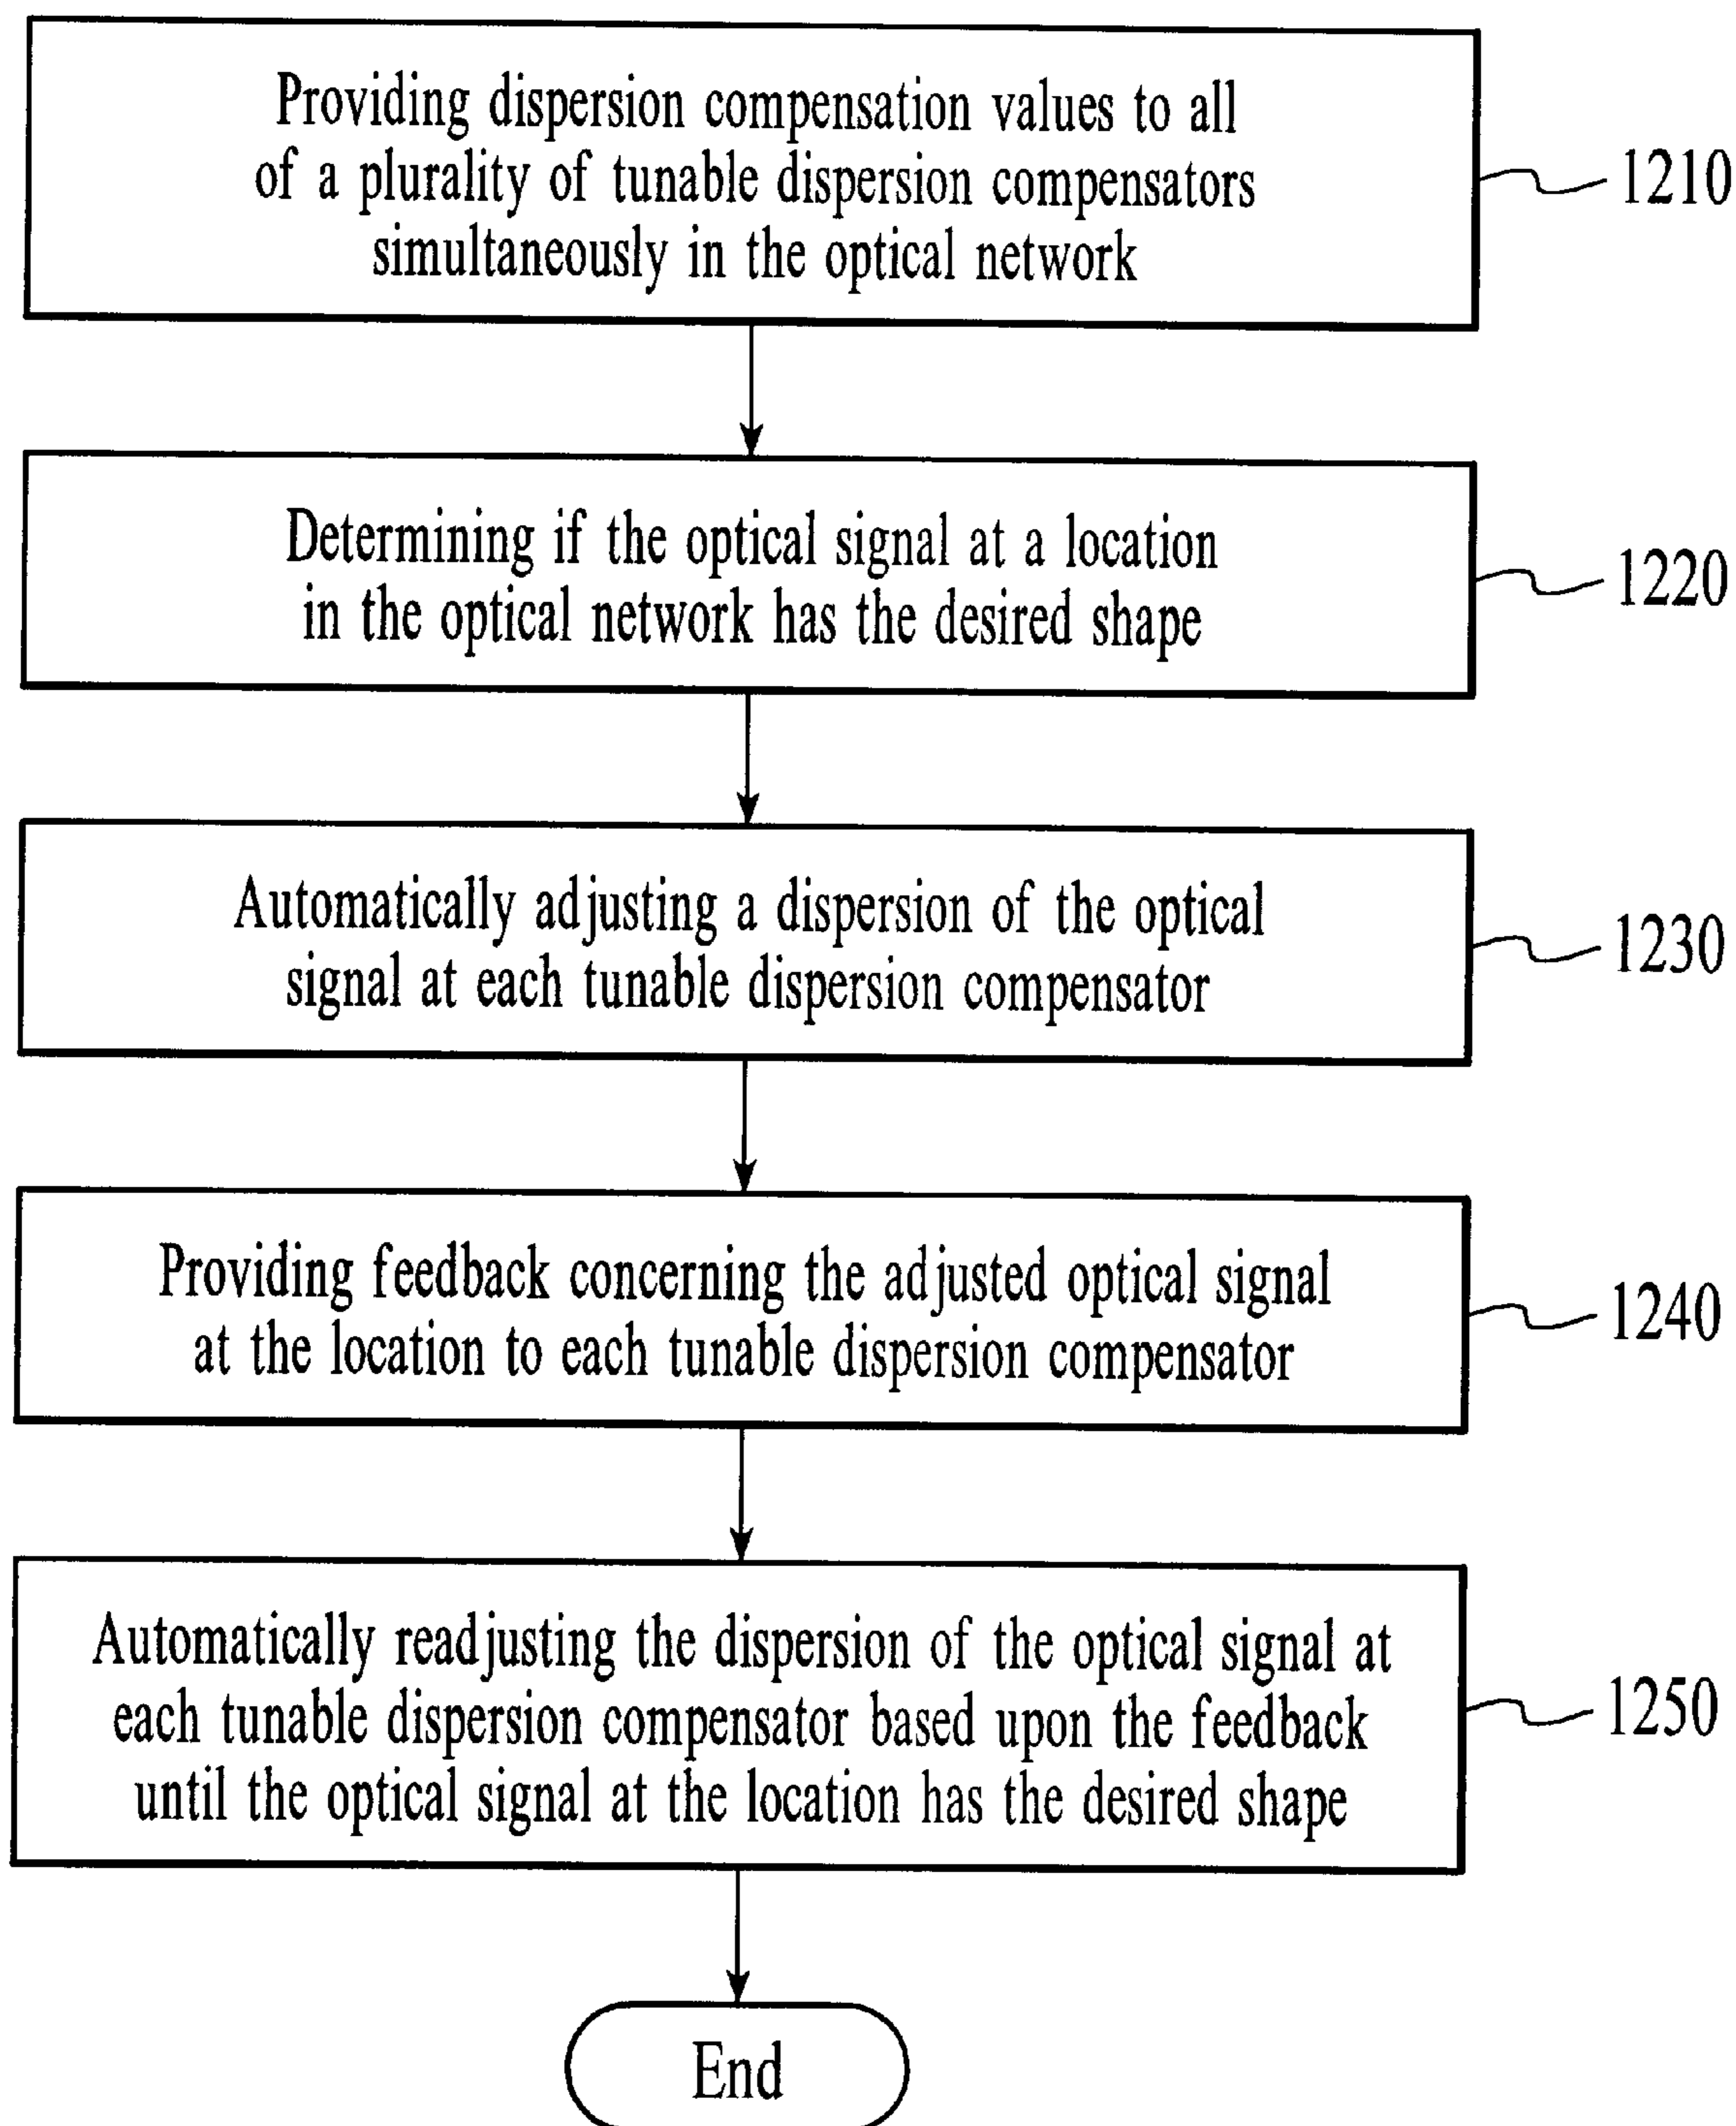 Providing dispersion compensation values to all
of a plurality of tunable dispersion compensators
simultaneously in the optical network
1210
Determining if the optical signal at a location
in the optical network has the desired shape
1220
Automatically adjusting a dispersion of the optical
signal at each tunable dispersion compensator
1230
Providing feedback concerning the adjusted optical signal
at the location to each tunable dispersion compensator
1240
Automatically readjusting the dispersion of the optical signal at
each tunable dispersion compensator based upon the feedback
until the optical signal at the location has the desired shape
1250
End